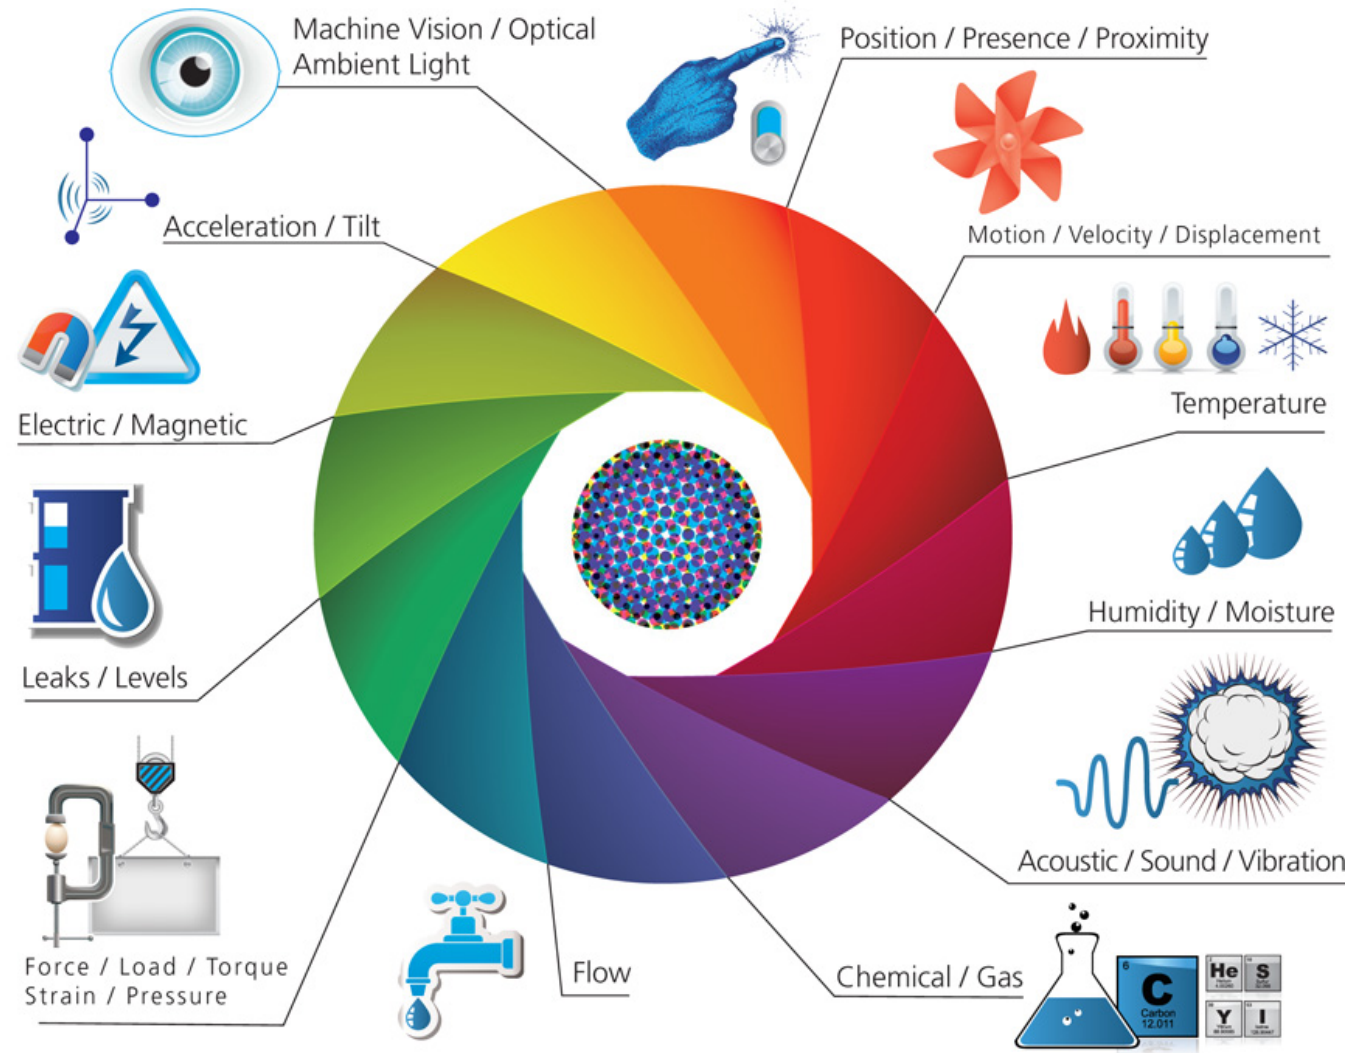 Machine Vision / Optical
Ambient Light
Position / Presence / Proximity
Acceleration / Tilt
Motion / Velocity / Displacement
Electric / Magnetic
Temperature
Humidity / Moisture
Leaks / Levels
Acoustic / Sound / Vibration
Force / Load / Torque
Strain / Pressure
Flow
Chemical / Gas
6
C
Carbon
12.011
He
S
Y
I